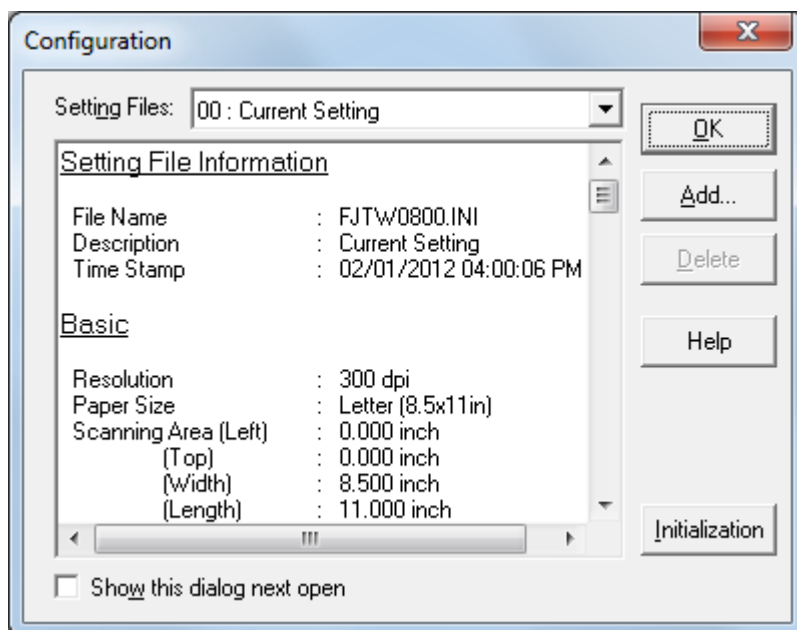 Configuration
Setting Files: 00 : Current Setting
OK
Setting File Information
Add...
File Name : FJTW0800.INI
Description : Current Setting
Time Stamp : 02/01/2012 04:00:06 PM
Delete
Basic
Help
Resolution : 300 dpi
Paper Size : Letter (8.5x11in)
Scanning Area (Left) : 0.000 inch
(Top) : 0.000 inch
(Width) : 8.500 inch
(Length) : 11.000 inch
Initialization
Show this dialog next open